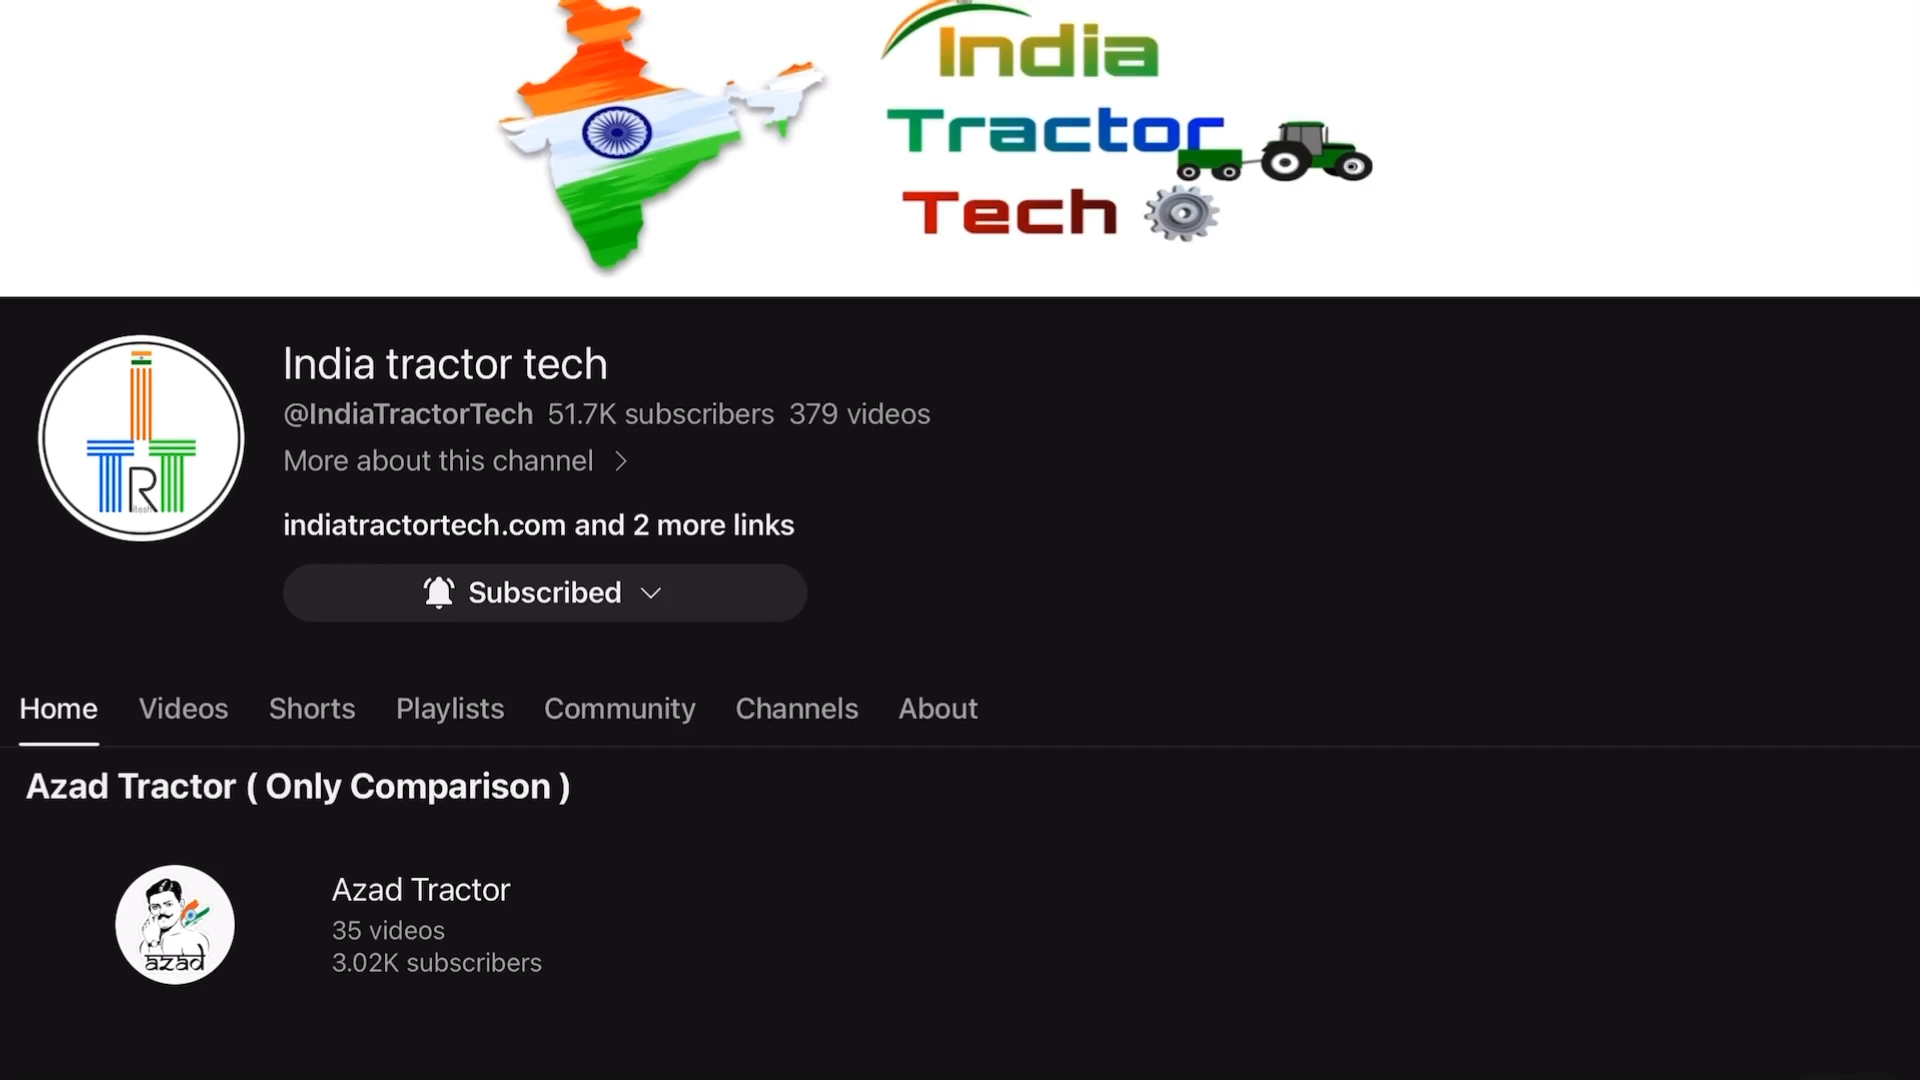 India
Tractor
Tech
India tractor tech
@IndiaTractorTech 51.7K subscribers 379 videos
More about this channel
TRT
indiatractortech.com and 2 more links
Subscribed
Home Videos Shorts Playlists Community Channels About
Azad Tractor ( Only Comparison )
Azad Tractor
35 videos
3.02K subscribers
azad